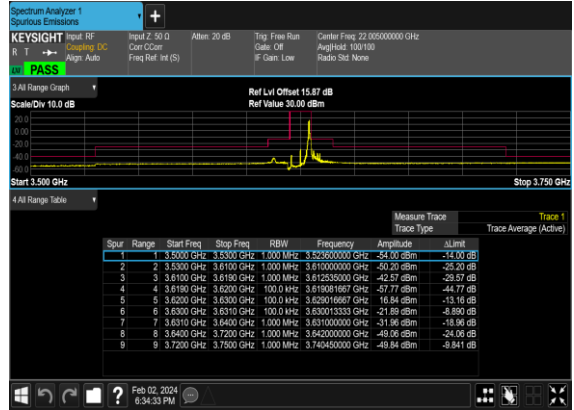 Spectrum Analyzer 1
Spurious Emissions
+
KEYSIGHT Input: RF Input Z: 50 Ω Atten: 20 dB Trig: Free Run Center Freq: 22.005000000 GHz
R T Coupling: DC Corr CCorr Gate: Off Avg|Hold: 100/100
Align: Auto Freq Ref: Int (S) IF Gain: Low Radio Std: None
PASS
3 All Range Graph
Ref Lvl Offset 15.87 dB
Scale/Div 10.0 dB Ref Value 30.00 dBm
20.0
0.00
-20.0
-40.0
-60.0
Start 3.500 GHz Stop 3.750 GHz
4 All Range Table
Measure Trace Trace 1
Trace Type Trace Average (Active)
Spur Range Start Freq Stop Freq RBW Frequency Amplitude ΔLimit
1 1 3.5000 GHz 3.5300 GHz 1.000 MHz 3.523600000 GHz -54.00 dBm -14.00 dB
2 2 3.5300 GHz 3.6100 GHz 1.000 MHz 3.610000000 GHz -50.20 dBm -25.20 dB
3 3 3.6100 GHz 3.6190 GHz 1.000 MHz 3.612535000 GHz -42.57 dBm -29.57 dB
4 4 3.6190 GHz 3.6200 GHz 100.0 kHz 3.619081667 GHz -57.77 dBm -44.77 dB
5 5 3.6200 GHz 3.6300 GHz 100.0 kHz 3.629016667 GHz 16.84 dBm -13.16 dB
6 6 3.6300 GHz 3.6310 GHz 100.0 kHz 3.630013333 GHz -21.89 dBm -8.890 dB
7 7 3.6310 GHz 3.6400 GHz 1.000 MHz 3.631000000 GHz -31.96 dBm -18.96 dB
8 8 3.6400 GHz 3.7200 GHz 1.000 MHz 3.642000000 GHz -49.06 dBm -24.06 dB
9 9 3.7200 GHz 3.7500 GHz 1.000 MHz 3.740450000 GHz -49.84 dBm -9.841 dB
? Feb 02, 2024
6:34:33 PM